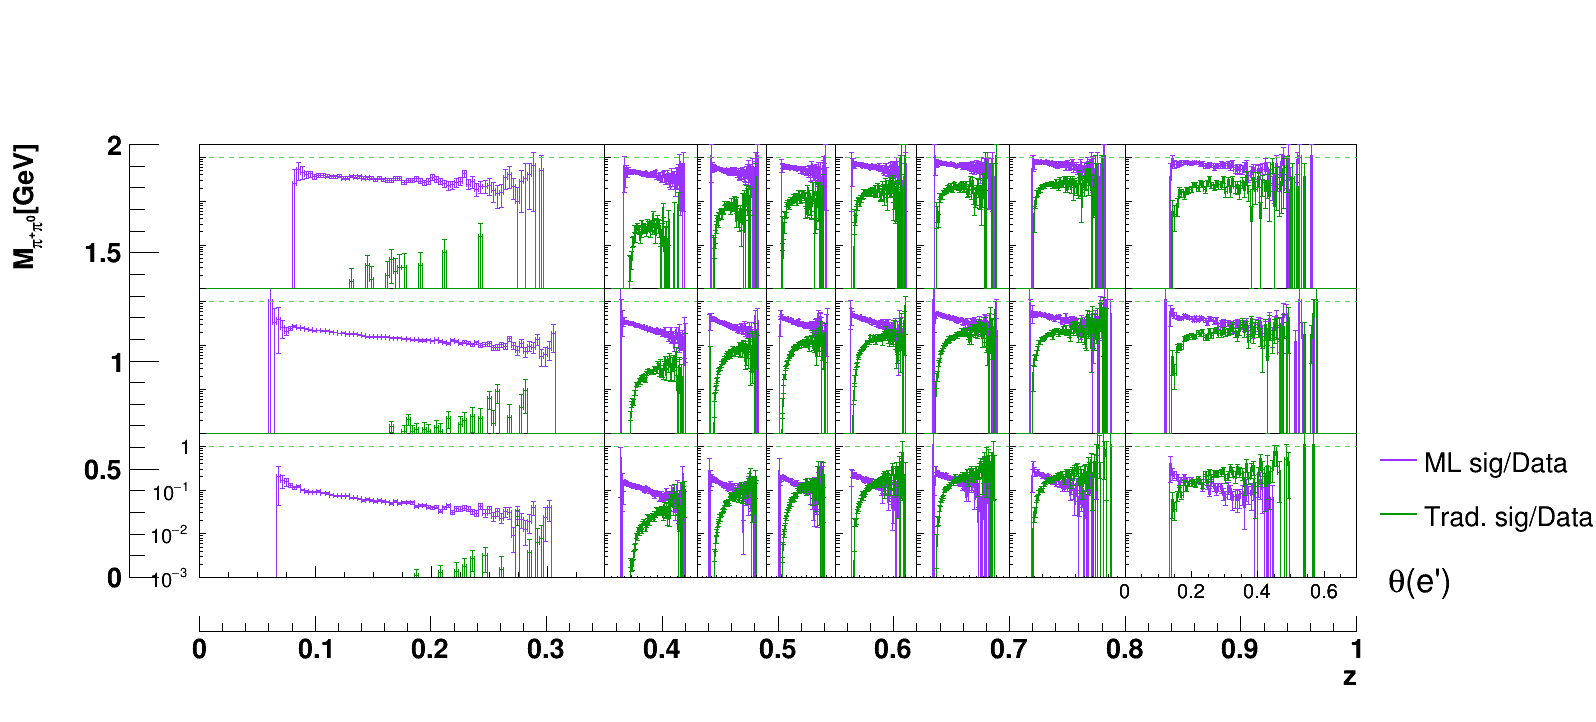 M_{π⁺π⁰}[GeV]
2
1.5
1
0.5
0
1
10⁻¹
10⁻²
10⁻³
ML sig/Data
Trad. sig/Data
θ(e')
0 0.2 0.4 0.6
0 0.1 0.2 0.3 0.4 0.5 0.6 0.7 0.8 0.9 1
z